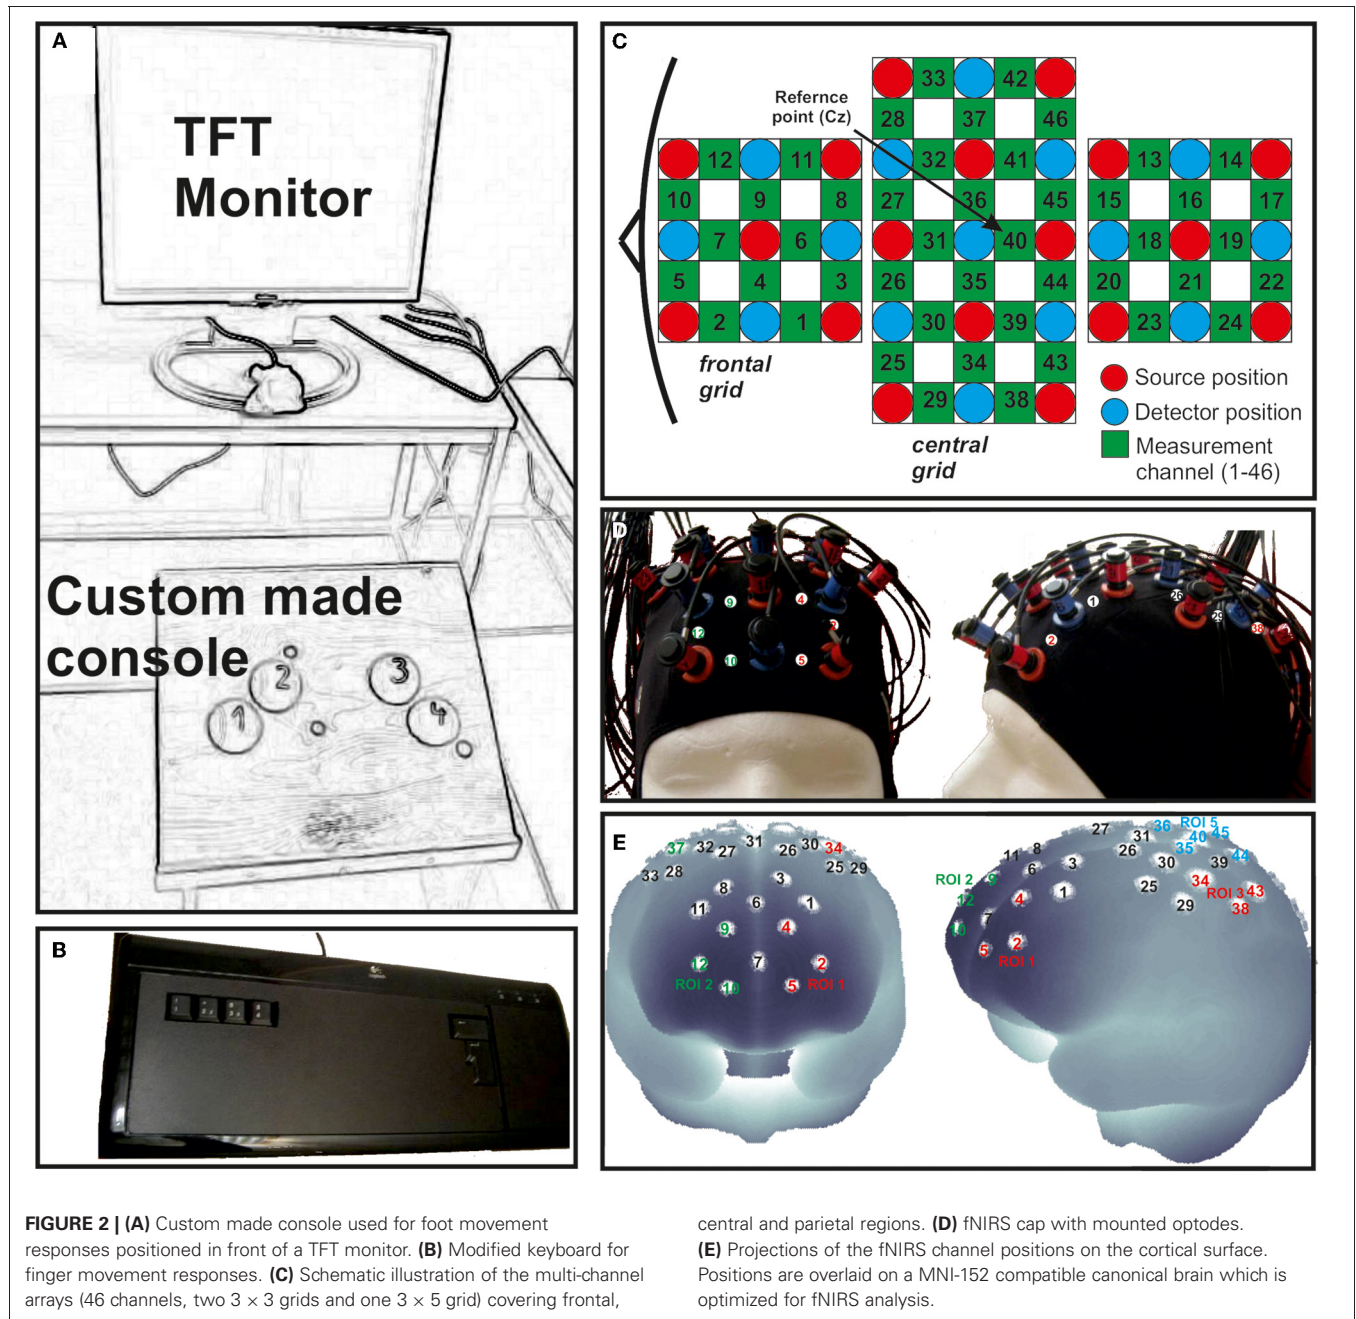 A
TFT
Monitor
Custom made
console
1
2
3
4
B
C
Refernce
point (Cz)
33 42
28 37 46
12 11 32 41 13 14
10 9 8 27 36 45 15 16 17
7 6 31 40 18 19
5 4 3 26 35 44 20 21 22
2 1 30 39 23 24
25 34 43
29 38
frontal
grid
central
grid
Source position
Detector position
Measurement
channel (1-46)
D
9 4
12
10 5
1 26
29 38
2
E
37 32 27 31 26 30 34
33 28 25 29
8 3
11 6 1
9 4
12 7 2
ROI 2 10 5 ROI 1
27 31 36 ROI 5
40 45
11 8 26 35
6 3 30 39 44
ROI 2 9
12 4 1 25 34 ROI 3 43
7 29 38
10
5 2
ROI 1
FIGURE 2 | (A) Custom made console used for foot movement
responses positioned in front of a TFT monitor. (B) Modified keyboard for
finger movement responses. (C) Schematic illustration of the multi-channel
arrays (46 channels, two 3 × 3 grids and one 3 × 5 grid) covering frontal,
central and parietal regions. (D) fNIRS cap with mounted optodes.
(E) Projections of the fNIRS channel positions on the cortical surface.
Positions are overlaid on a MNI-152 compatible canonical brain which is
optimized for fNIRS analysis.